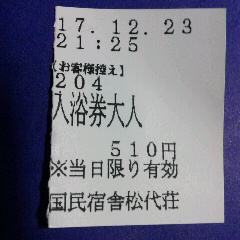 17.12.23
21:25
【お客様控え】
204
入浴券大人
510円
※当日限り有効
国民宿舎松代荘